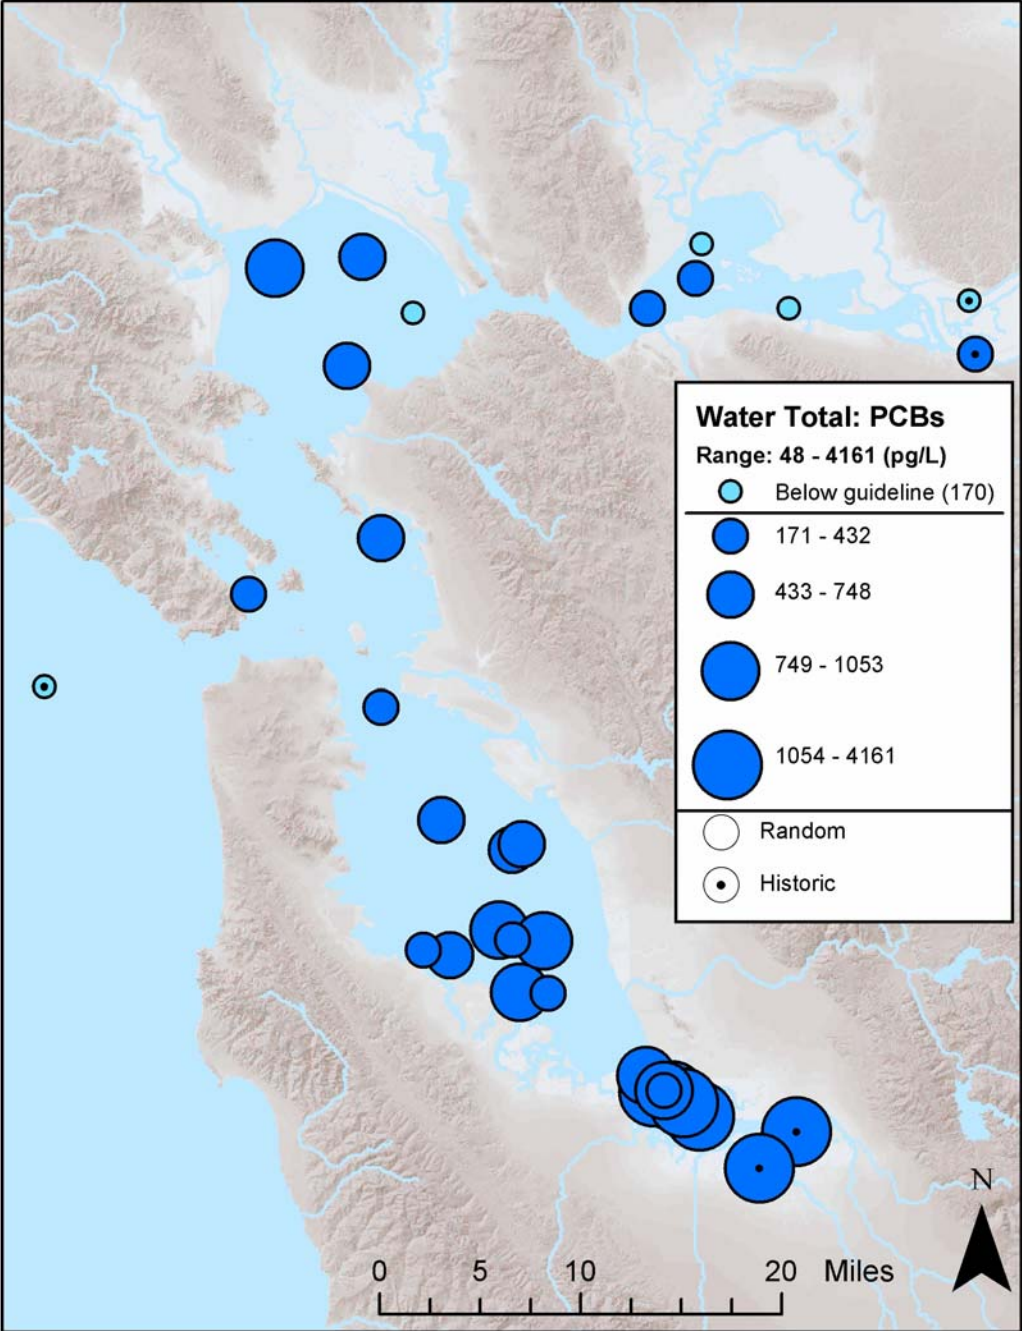 Water Total: PCBs
Range: 48 - 4161 (pg/L)
Below guideline (170)
171 - 432
433 - 748
749 - 1053
1054 - 4161
Random
Historic
N
0 5 10 20 Miles